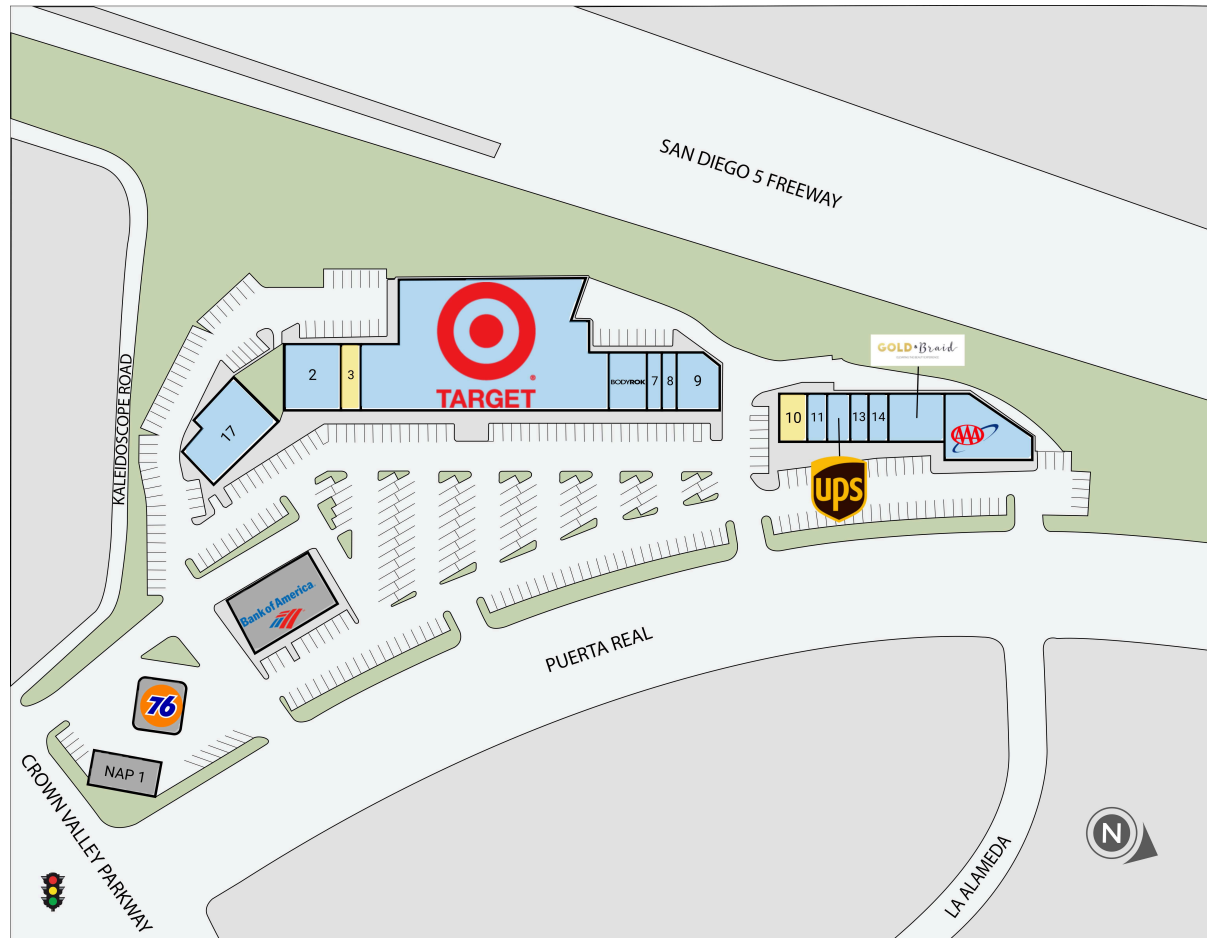 SAN DIEGO 5 FREEWAY
KALEIDOSCOPE ROAD
GOLD Braid
2
3
TARGET
BODYROK
7
8
9
17
10
11
13
14
AAA
ups
Bank of America
PUERTA REAL
76
NAP 1
CROWN VALLEY PARKWAY
LA ALAMEDA
N